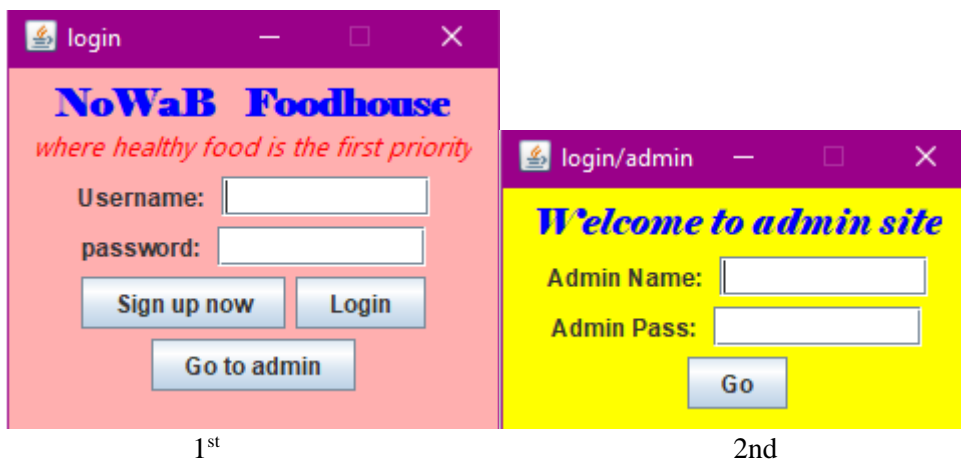 login
NoWaB Foodhouse
where healthy food is the first priority
Username:
password:
Sign up now Login
Go to admin
1st
login/admin
Welcome to admin site
Admin Name:
Admin Pass:
Go
2nd